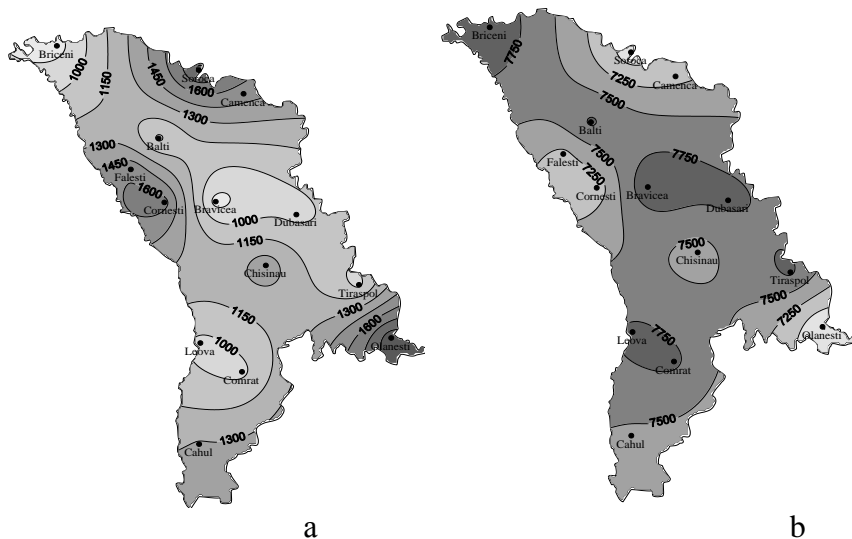 Briceni
1000
1150
1450
Soroca
1600
Camenca
1300
Balti
1300
1450
Falesti
1600
Cornesti
Bravicea
1000
Dubasari
1150
Chisinau
Tiraspol
1150
1300
1600
Olanesti
Leova
1000
Comrat
1300
Cahul
a
Briceni
7750
Soroca
7250
Camenca
7500
Balti
7500
Falesti
7250
Cornesti
7750
Bravicea
Dubasari
7500
Chisinau
Tiraspol
7500
7250
Olanesti
Leova
7750
Comrat
7500
Cahul
b